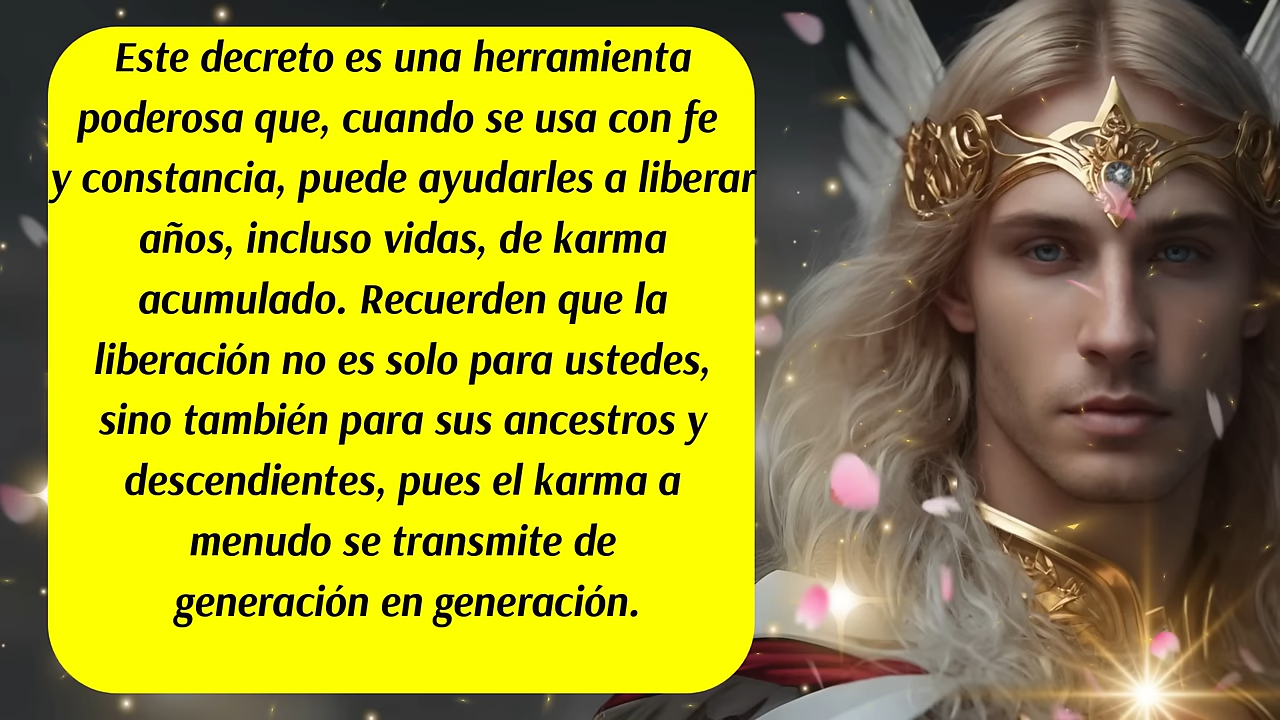 Este decreto es una herramienta
poderosa que, cuando se usa con fe
y constancia, puede ayudarles a liberar
años, incluso vidas, de karma
acumulado. Recuerden que la
liberación no es solo para ustedes,
sino también para sus ancestros y
descendientes, pues el karma a
menudo se transmite de
generación en generación.